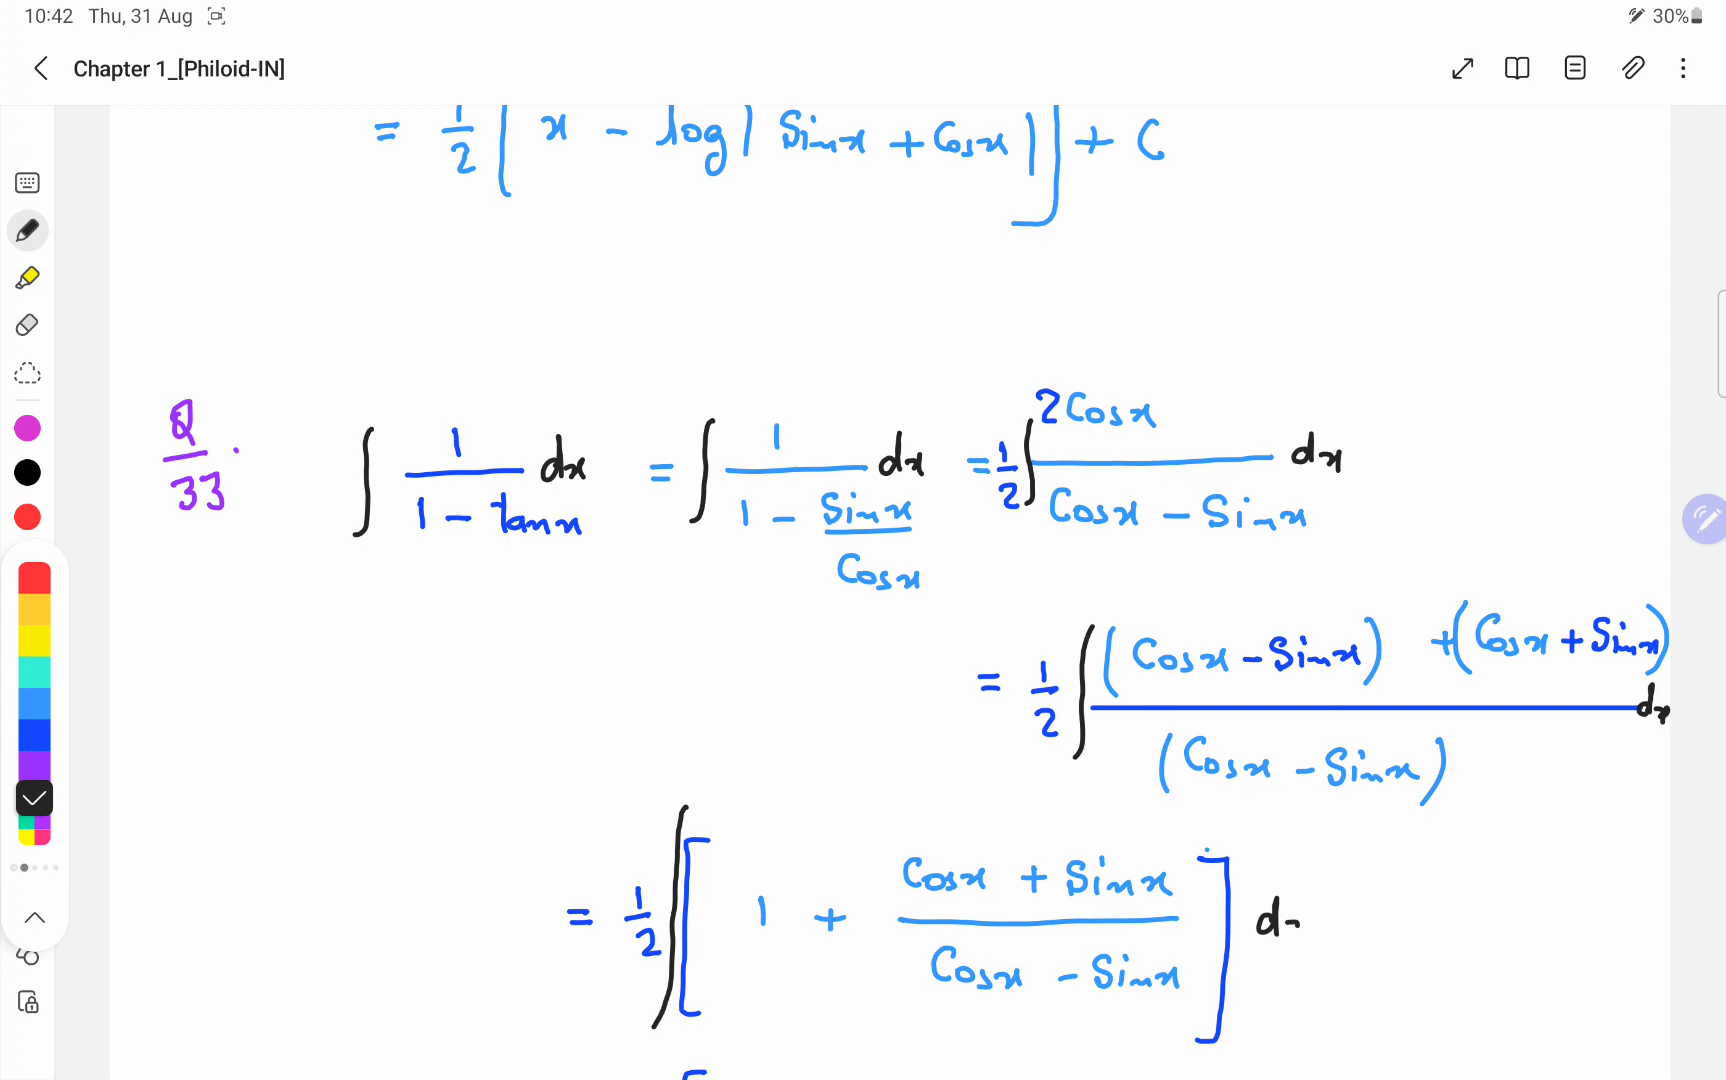 10:42 Thu, 31 Aug 30%
Chapter 1_[Philoid-IN]
= 1/2 [ x - log| Sinx + Cosx | ] + C
Q/33. ∫ 1/(1 - tanx) dx = ∫ 1/(1 - Sinx/Cosx) dx = 1/2 ∫ 2Cosx/(Cosx - Sinx) dx
= 1/2 ∫ ((Cosx - Sinx) + (Cosx + Sinx))/(Cosx - Sinx) dx
= 1/2 ∫ [ 1 + (Cosx + Sinx)/(Cosx - Sinx) ] d